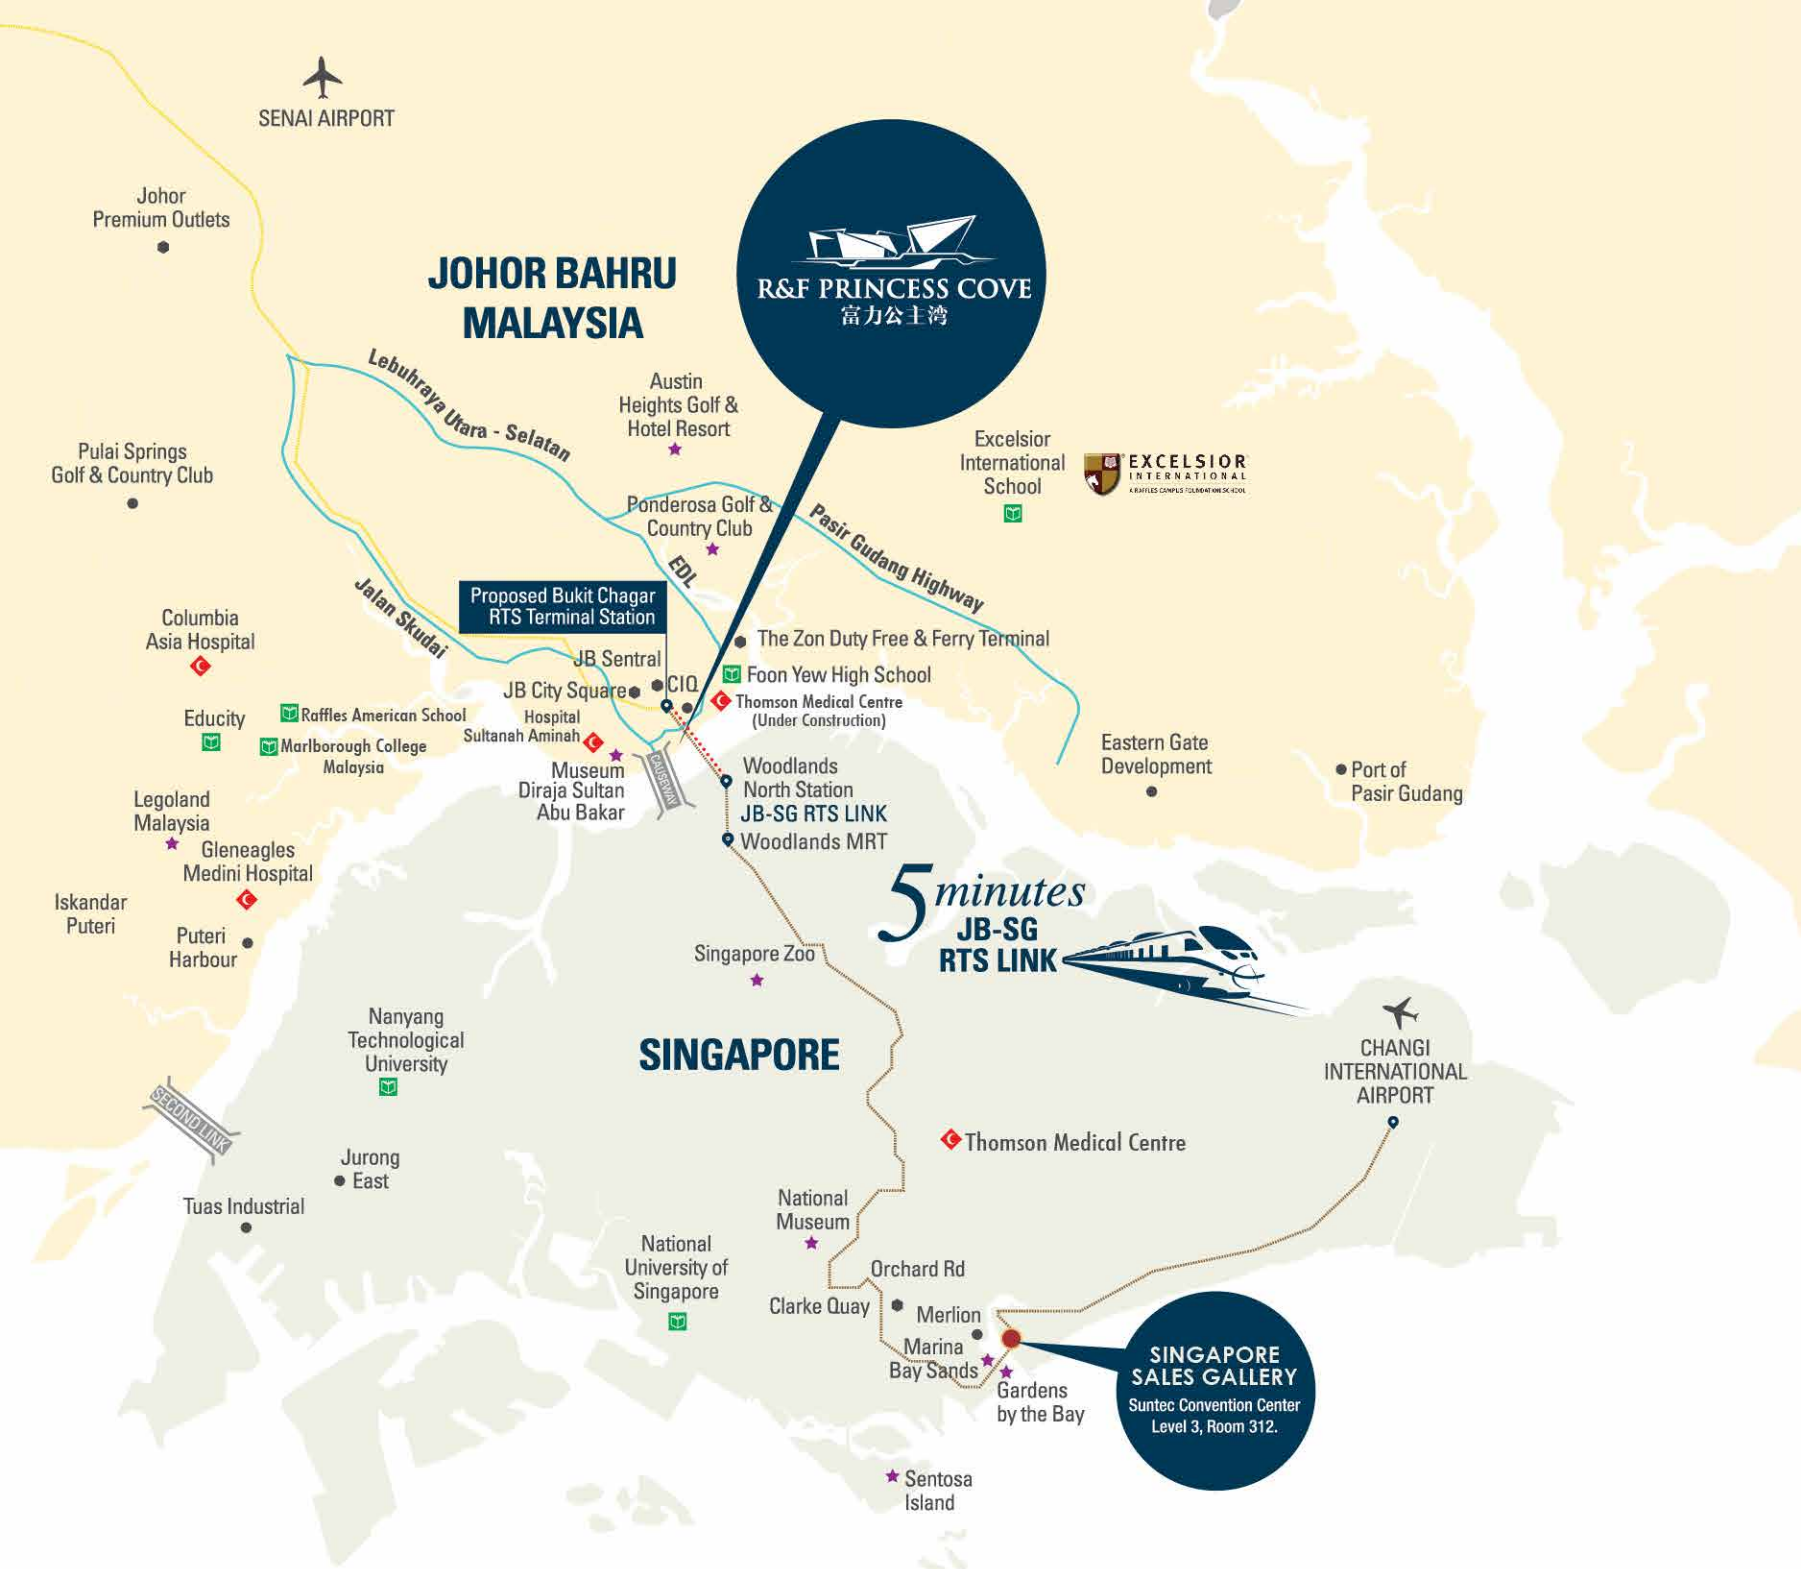 SENAI AIRPORT
Johor
Premium Outlets
JOHOR BAHRU
MALAYSIA
R&F PRINCESS COVE
富力公主湾
Lebuhraya Utara - Selatan
Austin
Heights Golf &
Hotel Resort
Excelsior
International
School
EXCELSIOR
INTERNATIONAL
A RAFFLES CAMPUS FOUNDATION SCHOOL
Pulai Springs
Golf & Country Club
Ponderosa Golf &
Country Club
Pasir Gudang Highway
EDL
Jalan Skudai
Proposed Bukit Chagar
RTS Terminal Station
Columbia
Asia Hospital
The Zon Duty Free & Ferry Terminal
JB Sentral
Foon Yew High School
JB City Square
CIQ
Thomson Medical Centre
(Under Construction)
Educity
Raffles American School
Hospital
Sultanah Aminah
Marlborough College
Malaysia
Museum
Diraja Sultan
Abu Bakar
CAUSEWAY
Woodlands
North Station
JB-SG RTS LINK
Woodlands MRT
Eastern Gate
Development
Port of
Pasir Gudang
Legoland
Malaysia
Gleneagles
Medini Hospital
Iskandar
Puteri
Puteri
Harbour
5 minutes
JB-SG
RTS LINK
Singapore Zoo
Nanyang
Technological
University
SINGAPORE
CHANGI
INTERNATIONAL
AIRPORT
SECOND LINK
Thomson Medical Centre
Jurong
East
Tuas Industrial
National
Museum
National
University of
Singapore
Orchard Rd
Clarke Quay
Merlion
Marina
Bay Sands
Gardens
by the Bay
SINGAPORE
SALES GALLERY
Suntec Convention Center
Level 3, Room 312.
Sentosa
Island